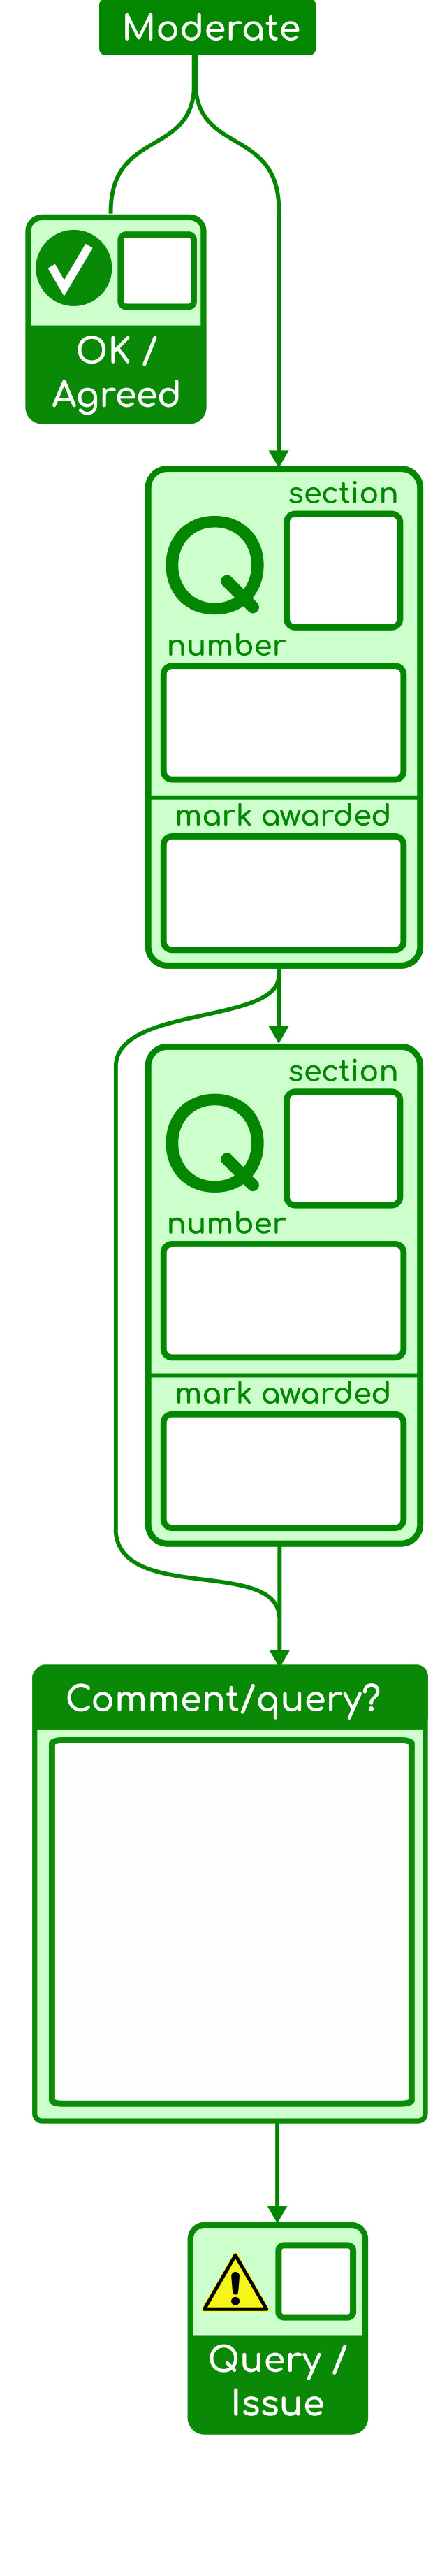 Moderate
OK /
Agreed
section
Q
number
mark awarded
section
Q
number
mark awarded
Comment/query?
Query /
Issue